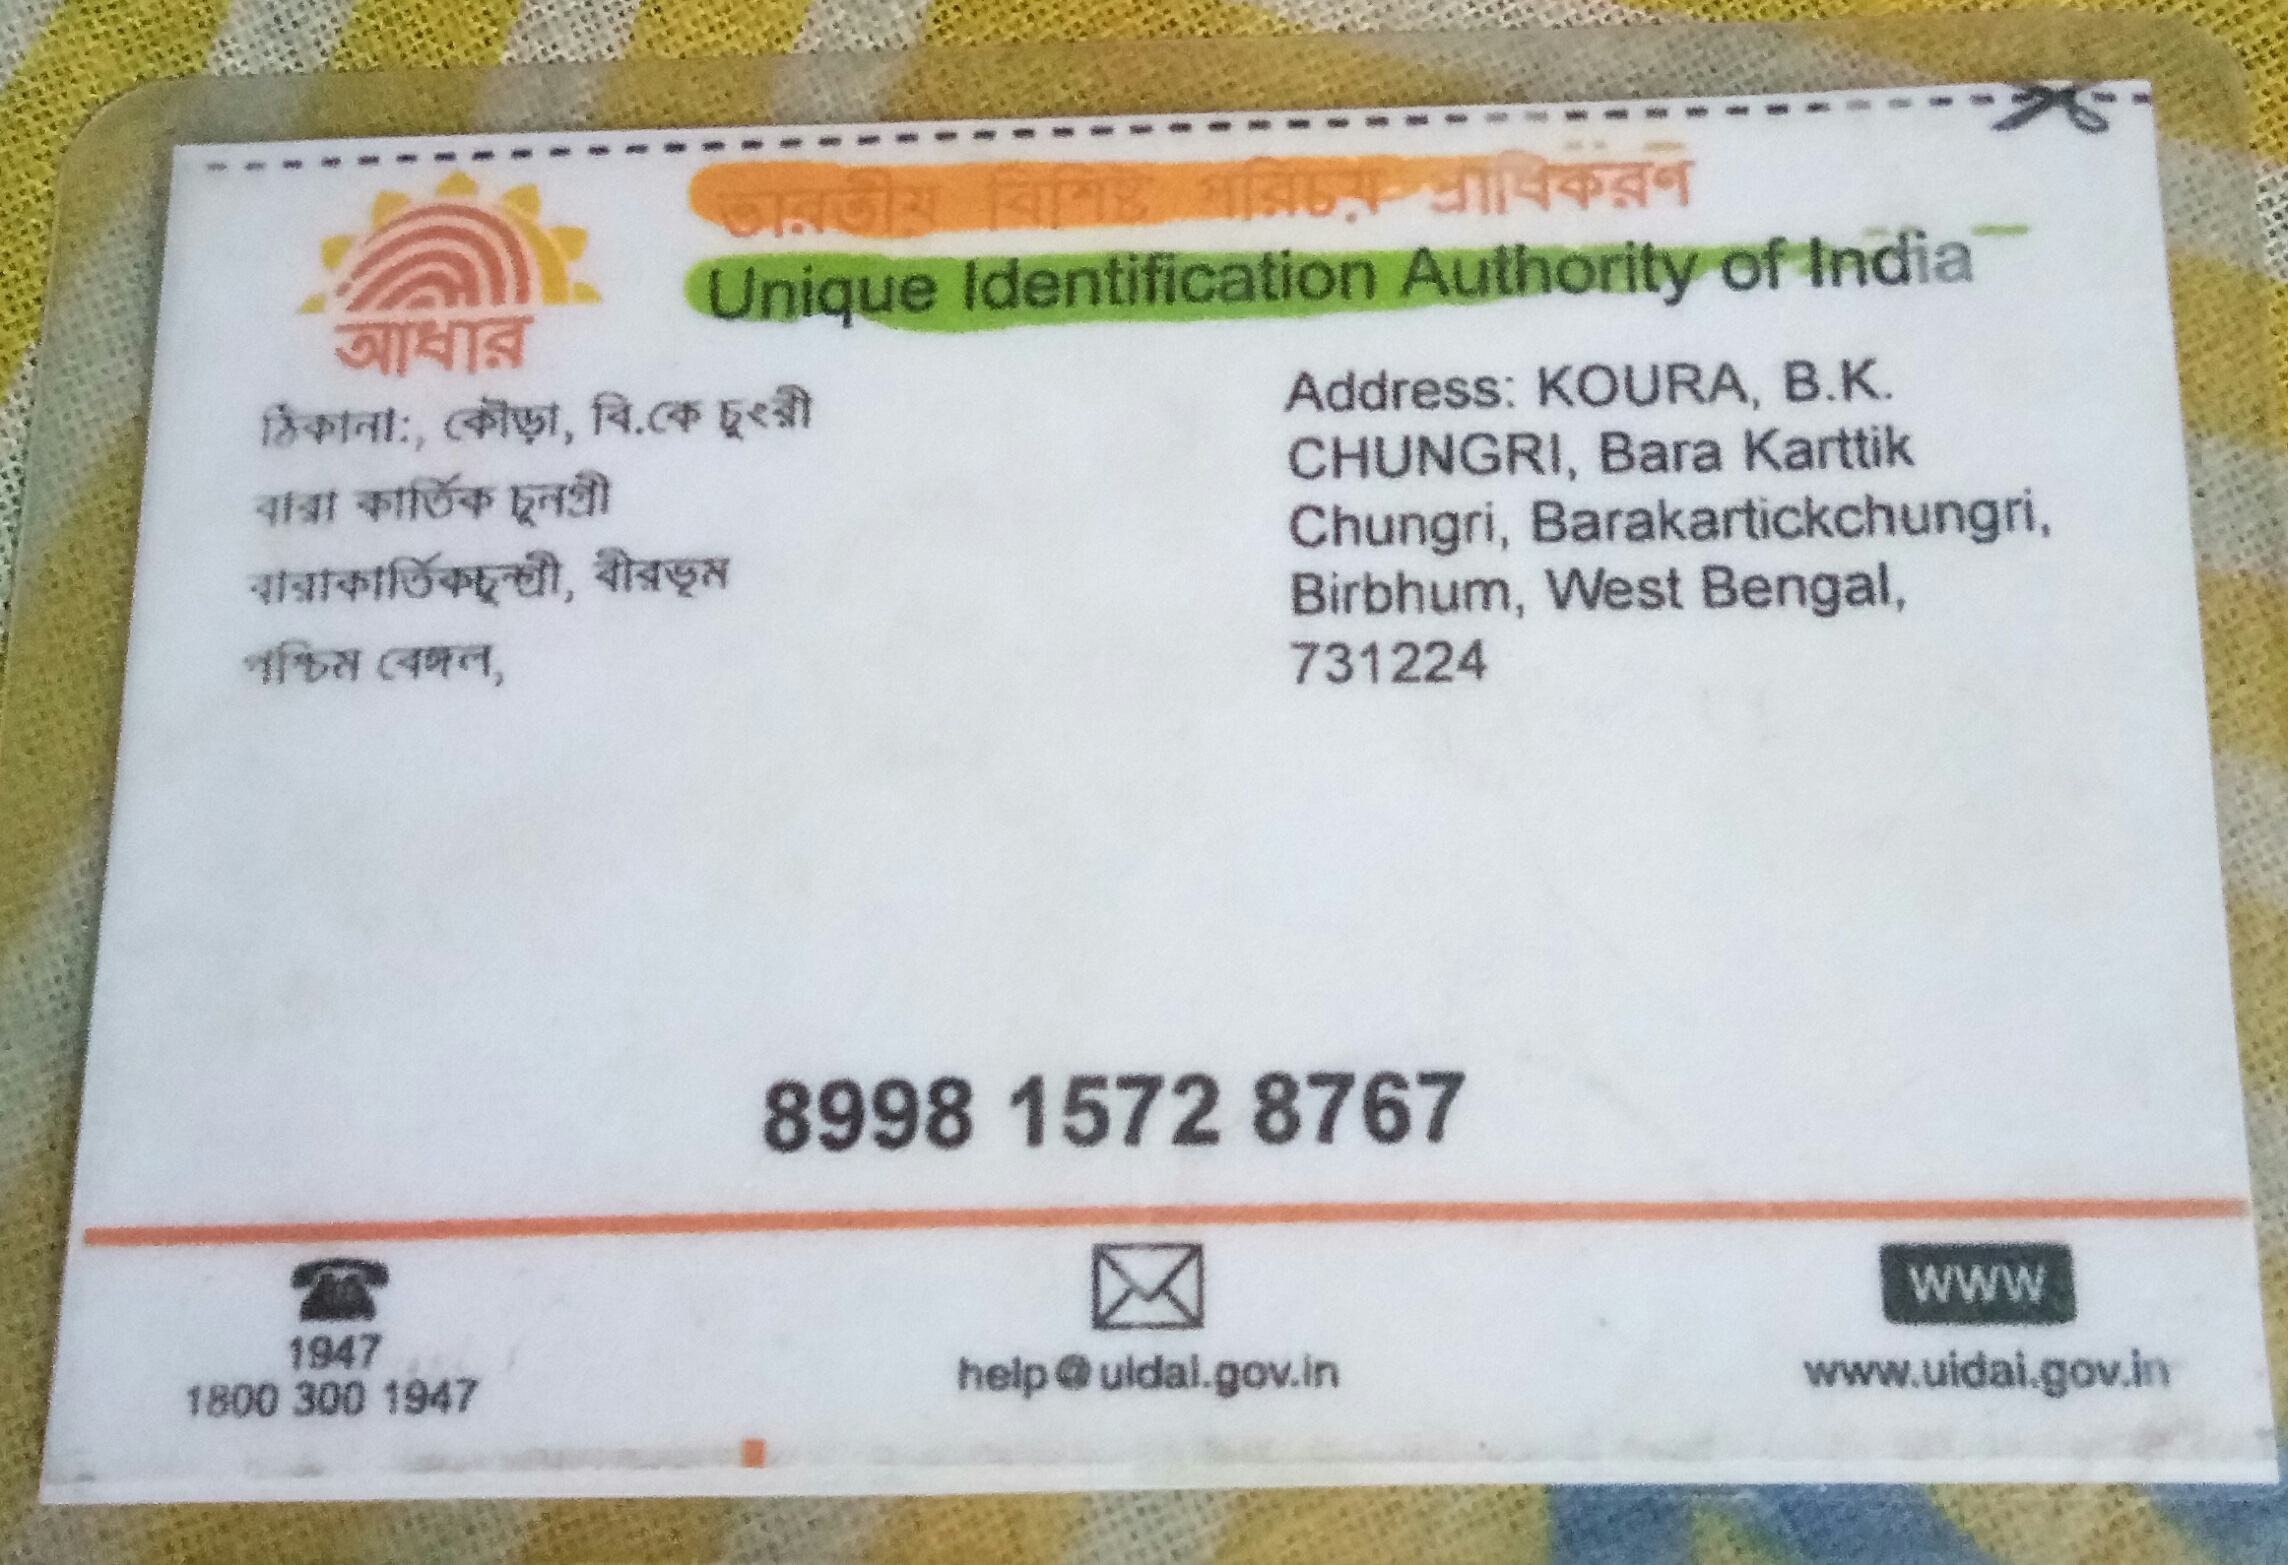 ভারতীয় বিশিষ্ট পরিচয় প্রাধিকরণ
Unique Identification Authority of India
আধার
ঠিকানা:, কৌড়া, বি.কে চুংরী
বারা কার্তিক চুনগ্রী
বারাকার্তিকচুনগ্রী, বীরভূম
পশ্চিম বেঙ্গল,
Address: KOURA, B.K.
CHUNGRI, Bara Karttik
Chungri, Barakartickchungri,
Birbhum, West Bengal,
731224
8998 1572 8767
1947
1800 300 1947
help@uidai.gov.in
WWW
www.uidai.gov.in